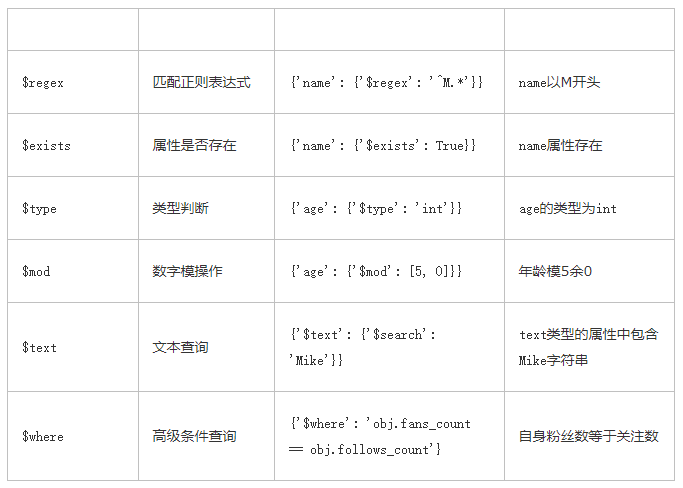 $regex 匹配正则表达式 {'name': {'$regex': '^M.*'}} name以M开头
$exists 属性是否存在 {'name': {'$exists': True}} name属性存在
$type 类型判断 {'age': {'$type': 'int'}} age的类型为int
$mod 数字模操作 {'age': {'$mod': [5, 0]}} 年龄模5余0
$text 文本查询 {'$text': {'$search':
'Mike'}} text类型的属性中包含
Mike字符串
$where 高级条件查询 {'$where': 'obj.fans_count
== obj.follows_count'} 自身粉丝数等于关注数